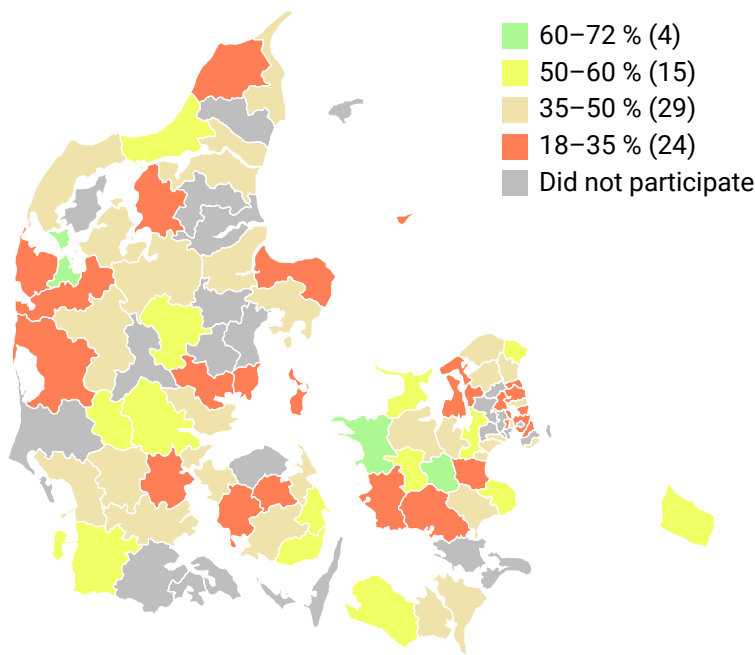 60–72 % (4)
50–60 % (15)
35–50 % (29)
18–35 % (24)
Did not participate